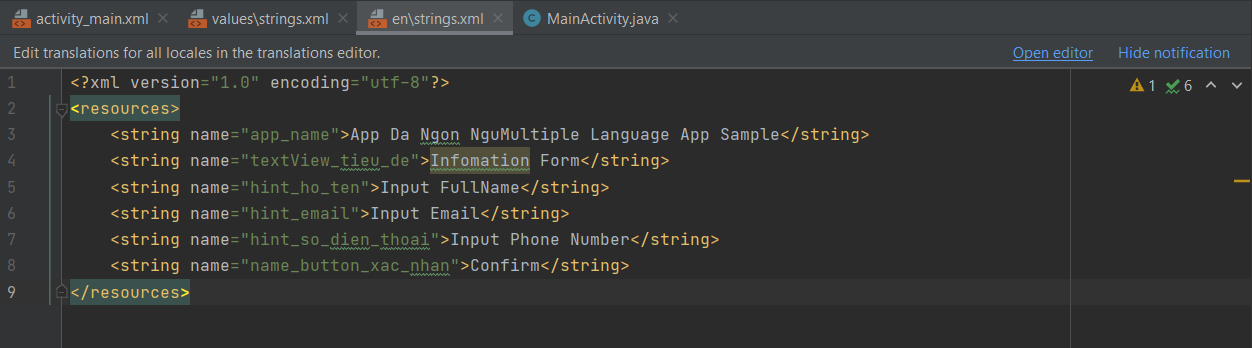 activity_main.xml values\strings.xml en\strings.xml MainActivity.java
Edit translations for all locales in the translations editor. Open editor Hide notification
1 <?xml version="1.0" encoding="utf-8"?> 1 6
2 <resources>
3 <string name="app_name">App Da Ngon NguMultiple Language App Sample</string>
4 <string name="textView_tieu_de">Infomation Form</string>
5 <string name="hint_ho_ten">Input FullName</string>
6 <string name="hint_email">Input Email</string>
7 <string name="hint_so_dien_thoai">Input Phone Number</string>
8 <string name="name_button_xac_nhan">Confirm</string>
9 </resources>